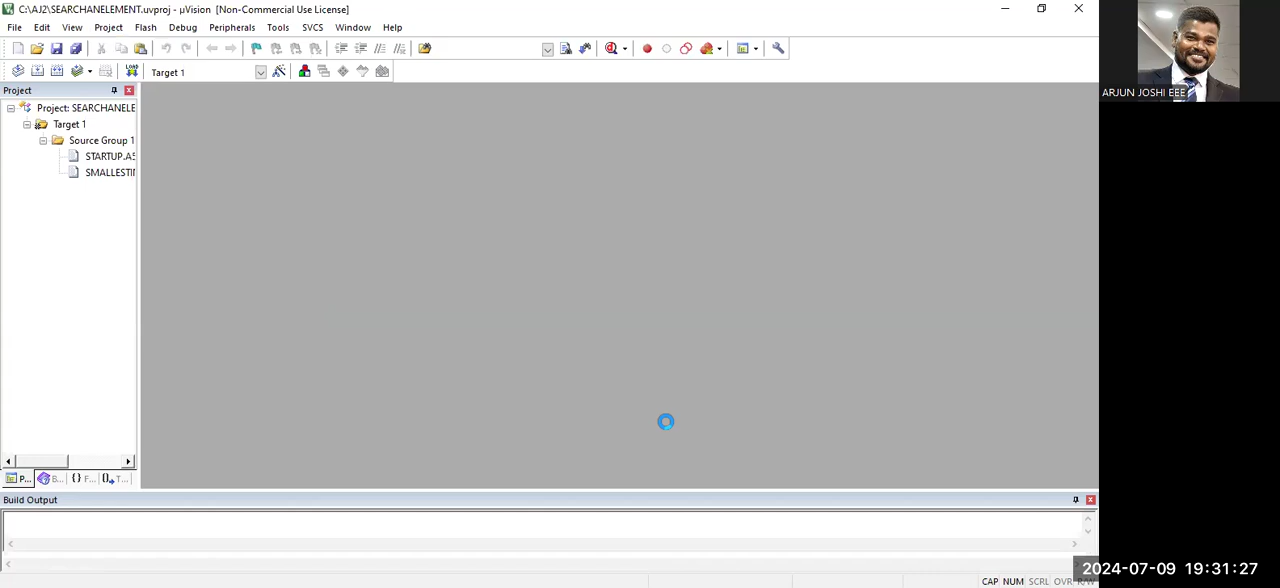 C:\AJ2\SEARCHANELEMENT.uvproj - µVision [Non-Commercial Use License]
File Edit View Project Flash Debug Peripherals Tools SVCS Window Help
LOAD
Target 1
Project
Project: SEARCHANELE
Target 1
Source Group 1
STARTUP.A5
SMALLESTIN
P... B... {} F... T...
Build Output
CAP NUM SCRL OVR R/W
ARJUN JOSHI EEE
2024-07-09 19:31:27